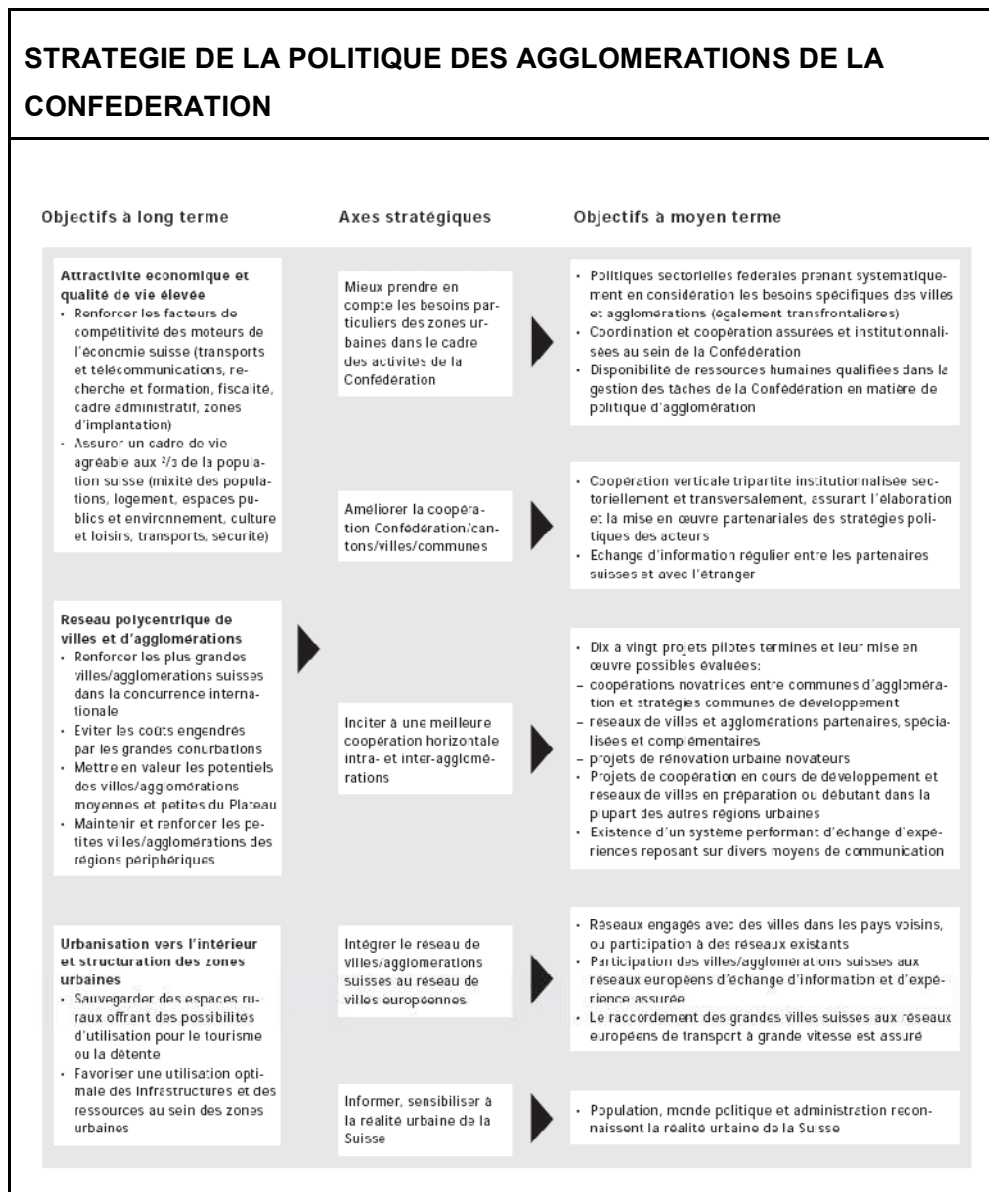 STRATEGIE DE LA POLITIQUE DES AGGLOMERATIONS DE LA
CONFEDERATION
Objectifs à long terme
Attractivité economique et
qualité de vie élevée
• Renforcer les facteurs de
compétitivité des moteurs de
l'économie suisse (transports
et télécommunications, re-
cherche et formation, fiscalité,
cadre administratif, zones
d'implantation)
• Assurer un cadre de vie
agréable aux 2/3 de la popula-
tion suisse (mixité des popula-
tions, logement, espaces pu-
blics et environnement, culture
et loisirs, transports, sécurité)
Reseau polycentrique de
villes et d'agglomérations
• Renforcer les plus grandes
villes/agglomérations suisses
dans la concurrence interna-
tionale
• Eviter les coûts engendrés
par les grandes conurbations
• Mettre en valeur les potentiels
des villes/agglomérations
moyennes et petites du Plateau
• Maintenir et renforcer les pe-
tites villes/agglomérations des
régions périphériques
Urbanisation vers l'intérieur
et structuration des zones
urbaines
• Sauvegarder des espaces ru-
raux offrant des possibilités
d'utilisation pour le tourisme
ou la détente
• Favoriser une utilisation opti-
male des infrastructures et des
ressources au sein des zones
urbaines
Axes stratégiques
Mieux prendre en
compte les besoins par-
ticuliers des zones ur-
baines dans le cadre
des activités de la
Confédération
Améliorer la coopéra-
tion Confédération/can-
tons/villes/communes
Inciter à une meilleure
coopération horizontale
intra- et inter-agglomé-
rations
Intégrer le réseau de
villes/agglomerations
suisses au réseau de
villes européennes
Informer, sensibiliser à
la réalité urbaine de la
Suisse
Objectifs à moyen terme
• Politiques sectorielles federales prenant systematique-
ment en considération les besoins spécifiques des villes
et agglomérations (également transfrontalières)
• Coordination et coopération assurées et institutionnali-
sées au sein de la Confédération
• Disponibilité de ressources humaines qualifiées dans la
gestion des tâches de la Confédération en matière de
politique d'agglomération
• Coopération verticale tripartite institutionnalisée sec-
toriellement et transversalement, assurant l'élaboration
et la mise en œuvre partenariales des stratégies poli-
tiques des acteurs
• Echange d'information régulier entre les partenaires
suisses et avec l'étranger
• Dix à vingt projets pilotes termines et leur mise en
œuvre possibles évaluées:
– coopérations novatrices entre communes d'aggloméra-
tion et stratégies communes de développement
– réseaux de villes et agglomérations partenaires, spécia-
lisées et complémentaires
– projets de rénovation urbaine novateurs
• Projets de coopération en cours de développement et
réseaux de villes en préparation ou débutant dans la
plupart des autres régions urbaines
• Existence d'un système performant d'échange d'expé-
riences reposant sur divers moyens de communication
• Réseaux engagés avec des villes dans les pays voisins,
ou participation à des réseaux existants
• Participation des villes/agglomérations suisses aux
réseaux européens d'échange d'information et d'expé-
rience assurée
• Le raccordement des grandes villes suisses aux réseaux
européens de transport à grande vitesse est assuré
• Population, monde politique et administration recon-
naissent la réalité urbaine de la Suisse